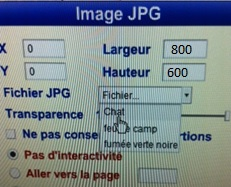 Image JPG
X 0 Largeur 800
Y 0 Hauteur 600
Fichier JPG Fichier...
Transparence Chat
camp
Ne pas conse rtions
fumée verte noire
Pas d'interactivité
Aller vers la page